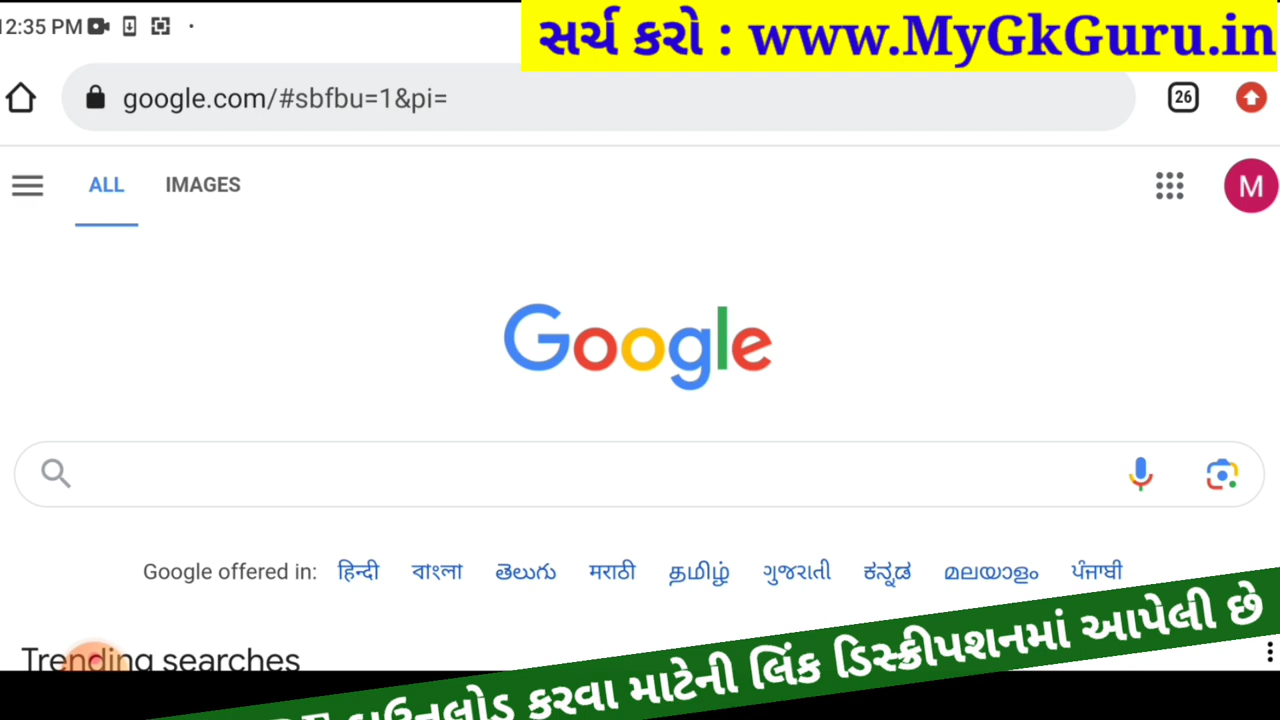 12:35 PM
સર્ચ કરો : www.MyGkGuru.in
google.com/#sbfbu=1&pi=
26
ALL IMAGES
M
Google
Google offered in: हिन्दी বাংলা తెలుగు मराठी தமிழ் ગુજરાતી ಕನ್ನಡ മലയാളം ਪੰਜਾਬੀ
Trending searches
ડાઉનલોડ કરવા માટેની લિંક ડિસ્ક્રીપશનમાં આપેલી છે